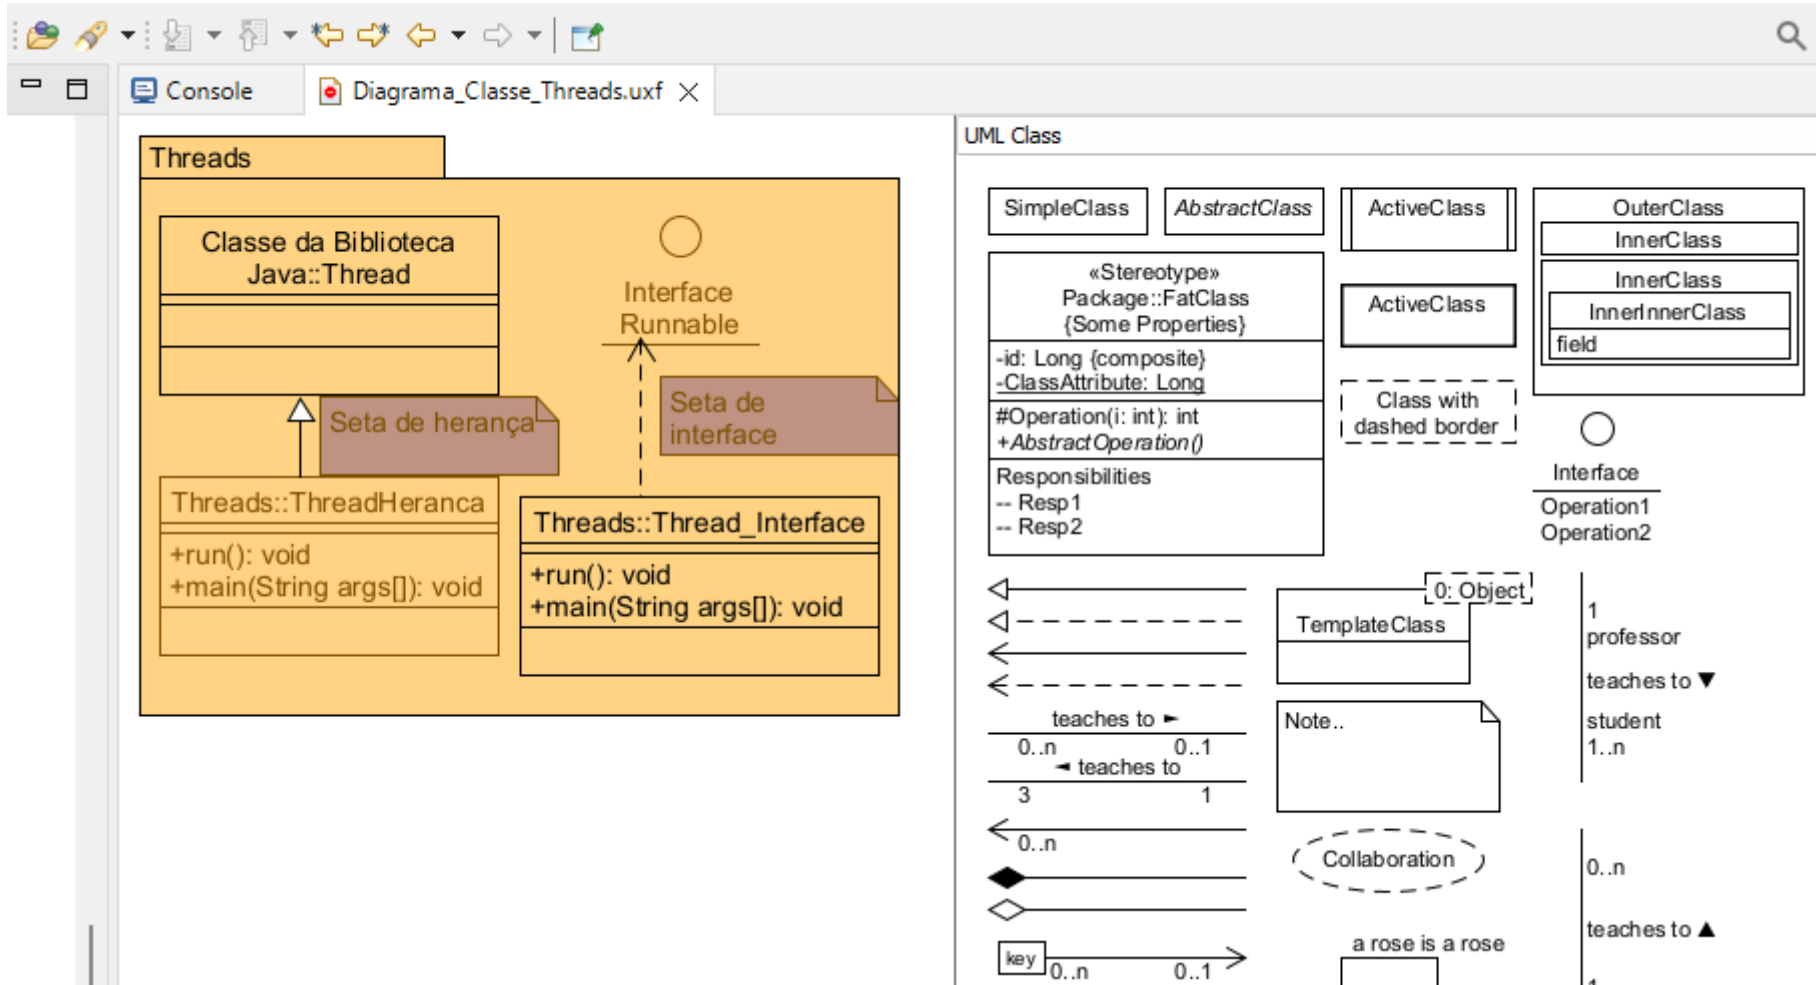 Console
Diagrama_Classe_Threads.uxf
Threads
Classe da Biblioteca
Java::Thread
Interface
Runnable
Seta de herança
Seta de
interface
Threads::ThreadHeranca
+run(): void
+main(String args[]): void
Threads::Thread_Interface
+run(): void
+main(String args[]): void
UML Class
SimpleClass
AbstractClass
ActiveClass
OuterClass
InnerClass
InnerClass
InnerInnerClass
field
«Stereotype»
Package::FatClass
{Some Properties}
-id: Long {composite}
-ClassAttribute: Long
#Operation(i: int): int
+AbstractOperation()
Responsibilities
-- Resp1
-- Resp2
ActiveClass
Class with
dashed border
Interface
Operation1
Operation2
0: Object
TemplateClass
1
professor
teaches to ▼
student
1..n
teaches to ►
0..n 0..1
◄ teaches to
3 1
Note..
0..n
Collaboration
0..n
teaches to ▲
key
0..n 0..1
a rose is a rose